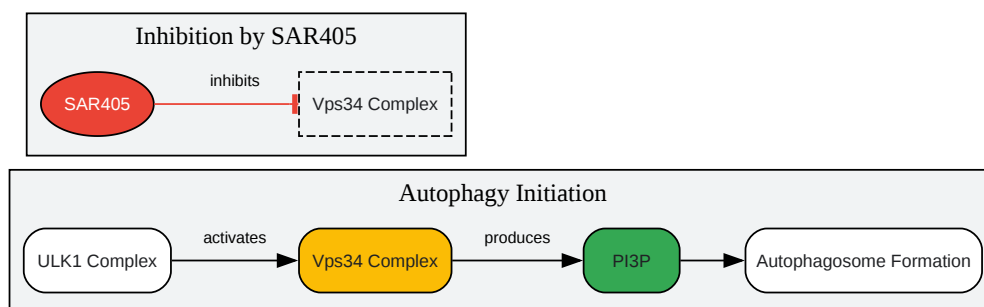 Inhibition by SAR405
inhibits
SAR405
Vps34 Complex
Autophagy Initiation
activates
produces
ULK1 Complex
Vps34 Complex
PI3P
Autophagosome Formation